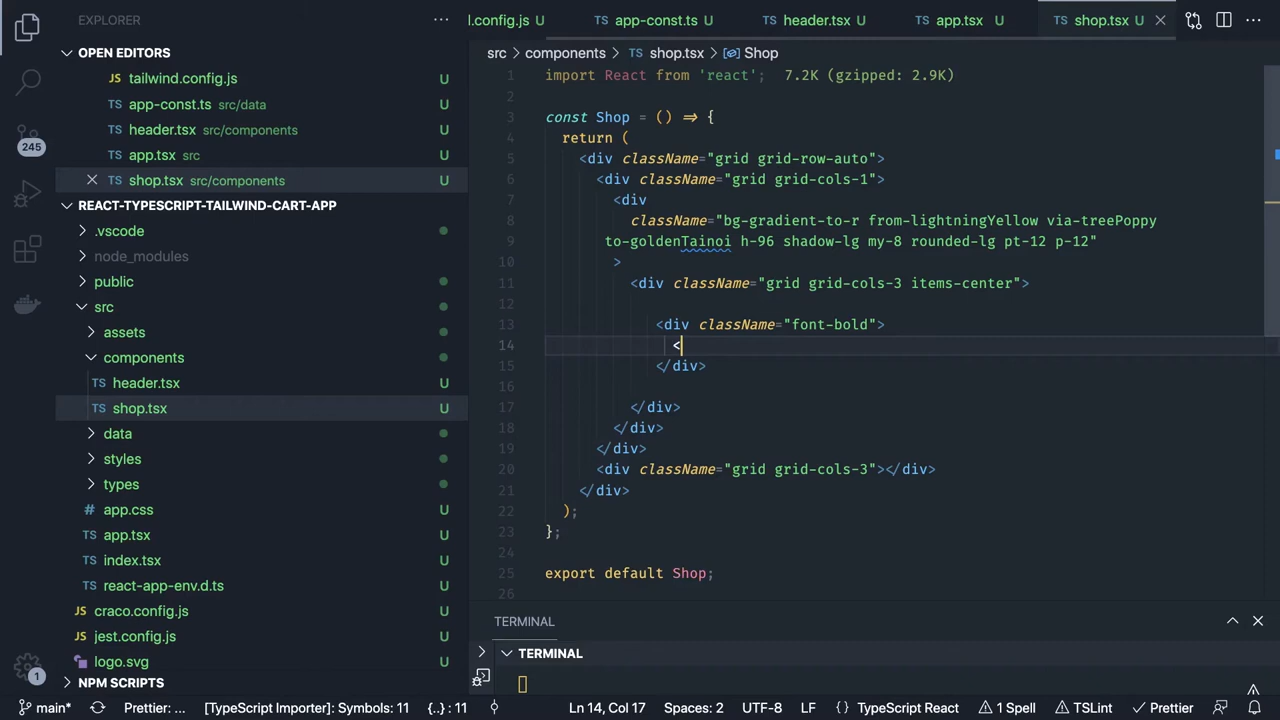 EXPLORER
OPEN EDITORS
tailwind.config.js U
TS app-const.ts src/data U
TS header.tsx src/components U
TS app.tsx src U
TS shop.tsx src/components U
REACT-TYPESCRIPT-TAILWIND-CART-APP
.vscode
node_modules
public
src
assets
components
TS header.tsx U
TS shop.tsx U
data
styles
types
# app.css U
TS app.tsx U
TS index.tsx U
TS react-app-env.d.ts U
JS craco.config.js U
JS jest.config.js U
logo.svg U
NPM SCRIPTS
245
1
l.config.js U
TS app-const.ts U
TS header.tsx U
TS app.tsx U
TS shop.tsx U
src components TS shop.tsx Shop
1 import React from 'react'; 7.2K (gzipped: 2.9K)
2
3 const Shop = () => {
4 return (
5 <div className="grid grid-row-auto">
6 <div className="grid grid-cols-1">
7 <div
8 className="bg-gradient-to-r from-lightningYellow via-treePoppy
9 to-goldenTainoi h-96 shadow-lg my-8 rounded-lg pt-12 p-12"
10 >
11 <div className="grid grid-cols-3 items-center">
12
13 <div className="font-bold">
14 <
15 </div>
16
17 </div>
18 </div>
19 </div>
20 <div className="grid grid-cols-3"></div>
21 </div>
22 );
23 };
24
25 export default Shop;
26
TERMINAL
TERMINAL
main* Prettier: ... [TypeScript Importer]: Symbols: 11 {..} : 11 Ln 14, Col 17 Spaces: 2 UTF-8 LF TypeScript React 1 Spell TSLint Prettier